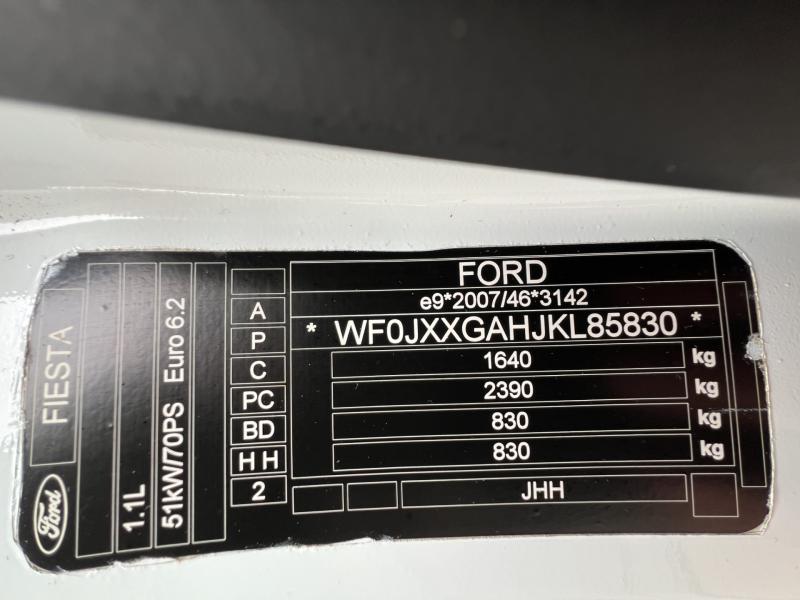 FORD
e9*2007/46*3142
* WF0JXXGAHJKL85830 *
1640 kg
2390 kg
830 kg
830 kg
JHH
A
P
C
PC
BD
H H
2
Ford
FIESTA
1.1L
51kW/70PS Euro 6.2